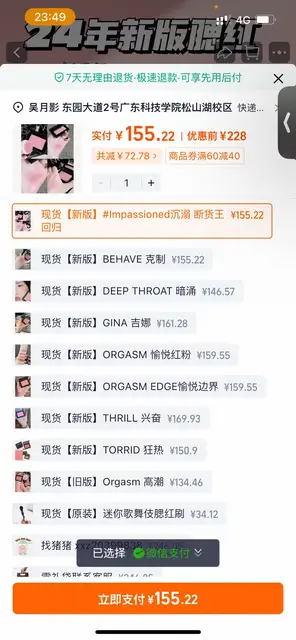 23:49
4G
24年新版腮红
7天无理由退货·极速退款·可享先用后付
吴月影 东园大道2号广东科技学院松山湖校区 快递...
实付 ¥155.22 优惠前 ¥228
共减 ¥72.78 >
商品券满60减40
- 1 +
现货【新版】#Impassioned沉溺 断货王 ¥155.22
回归
现货【新版】BEHAVE 克制 ¥155.22
现货【新版】DEEP THROAT 暗涌 ¥146.57
现货【新版】GINA 吉娜 ¥161.28
现货【新版】ORGASM 愉悦红粉 ¥159.55
现货【新版】ORGASM EDGE愉悦边界 ¥159.55
现货【新版】THRILL 兴奋 ¥169.93
现货【新版】TORRID 狂热 ¥150.9
现货【旧版】Orgasm 高潮 ¥134.46
现货【原装】迷你歌舞伎腮红刷 ¥34.12
找猪猪
已选择 微信支付
立即支付 ¥155.22